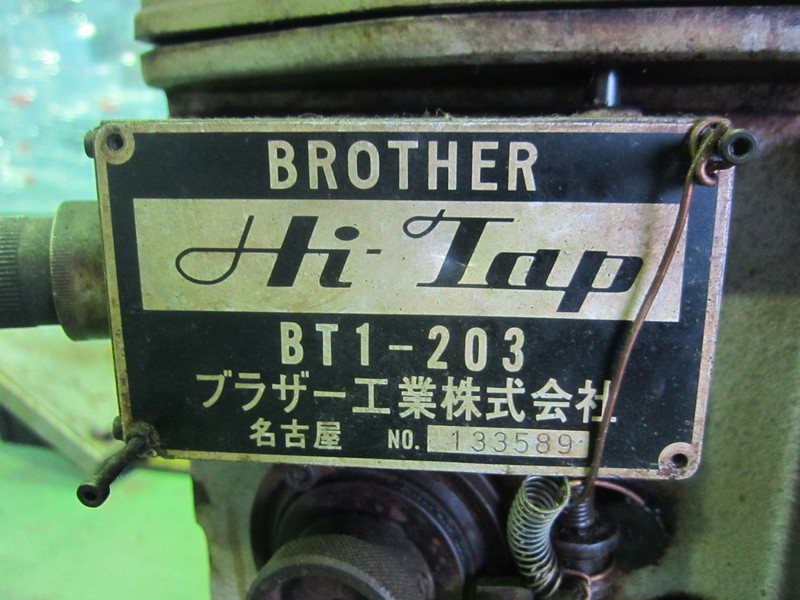 BROTHER
Hi-Tap
BT1-203
ブラザー工業株式会社
名古屋 NO. 133589